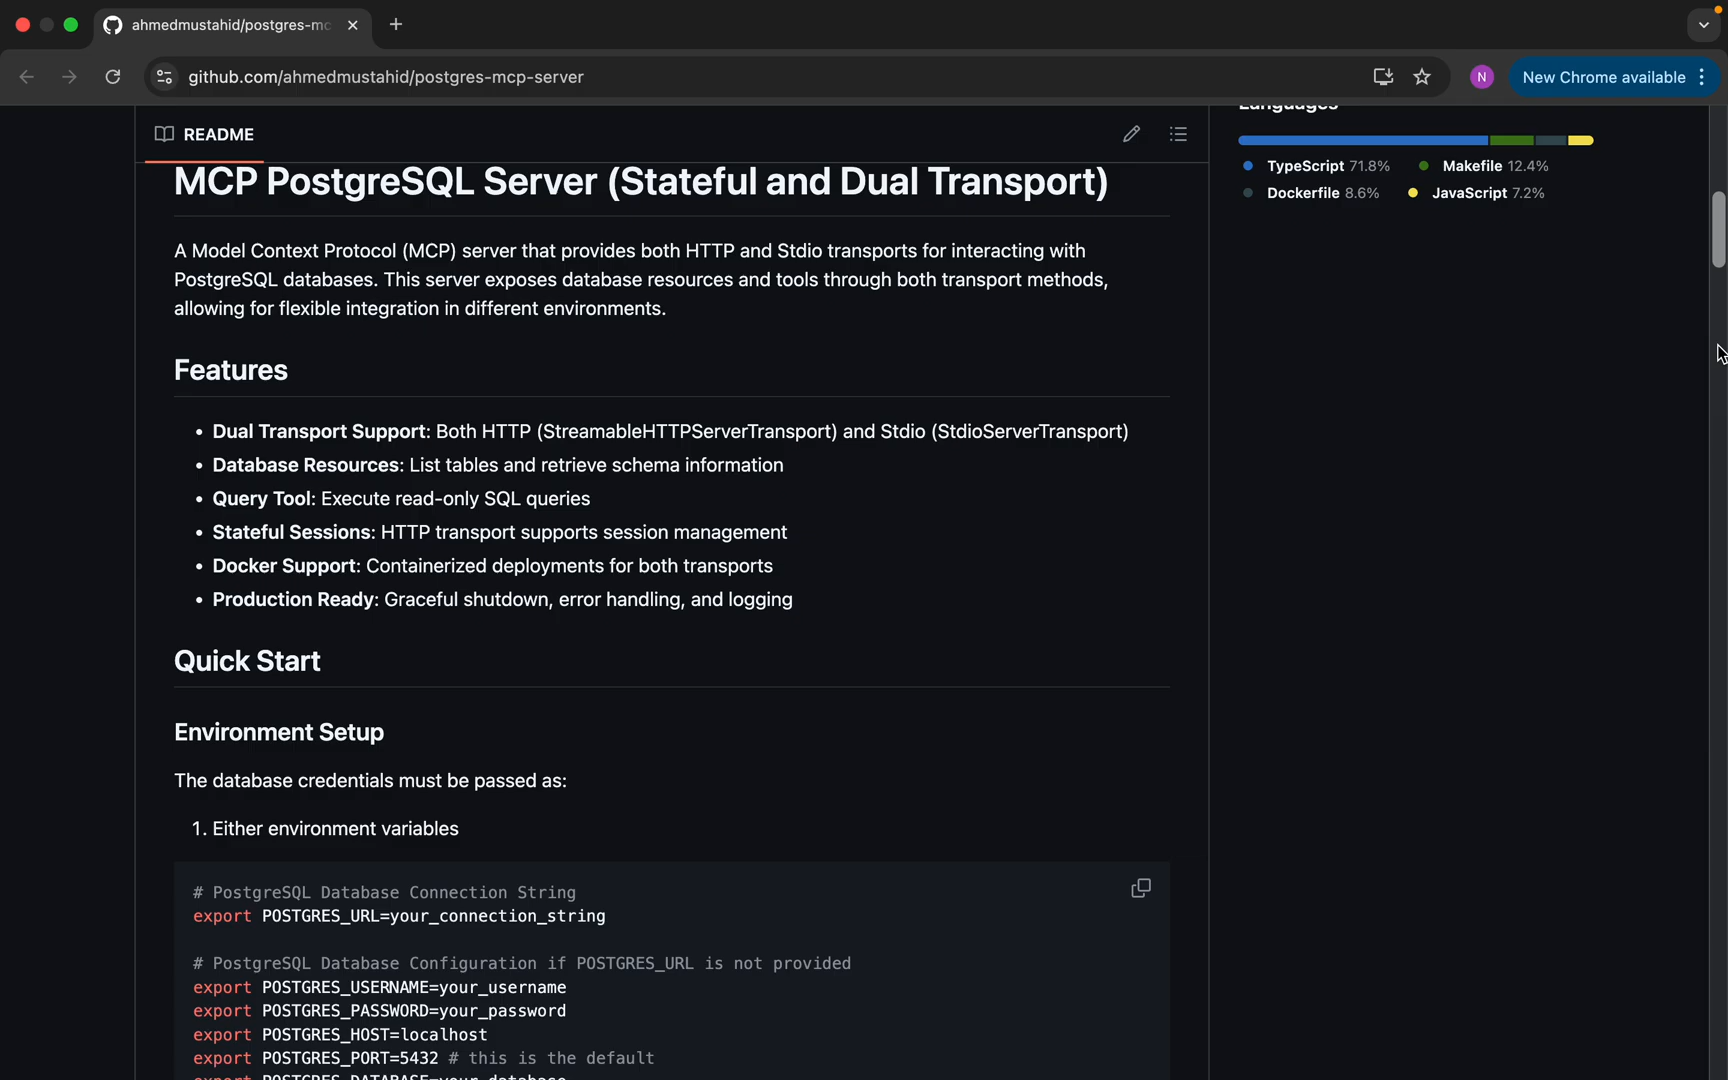 ahmedmustahid/postgres-mc
github.com/ahmedmustahid/postgres-mcp-server
N
New Chrome available
README
MCP PostgreSQL Server (Stateful and Dual Transport)
A Model Context Protocol (MCP) server that provides both HTTP and Stdio transports for interacting with
PostgreSQL databases. This server exposes database resources and tools through both transport methods,
allowing for flexible integration in different environments.
Features
• Dual Transport Support: Both HTTP (StreamableHTTPServerTransport) and Stdio (StdioServerTransport)
• Database Resources: List tables and retrieve schema information
• Query Tool: Execute read-only SQL queries
• Stateful Sessions: HTTP transport supports session management
• Docker Support: Containerized deployments for both transports
• Production Ready: Graceful shutdown, error handling, and logging
Quick Start
Environment Setup
The database credentials must be passed as:
1. Either environment variables
# PostgreSQL Database Connection String
export POSTGRES_URL=your_connection_string
# PostgreSQL Database Configuration if POSTGRES_URL is not provided
export POSTGRES_USERNAME=your_username
export POSTGRES_PASSWORD=your_password
export POSTGRES_HOST=localhost
export POSTGRES_PORT=5432 # this is the default
export POSTGRES_DATABASE=your_database
Languages
TypeScript 71.8%
Makefile 12.4%
Dockerfile 8.6%
JavaScript 7.2%